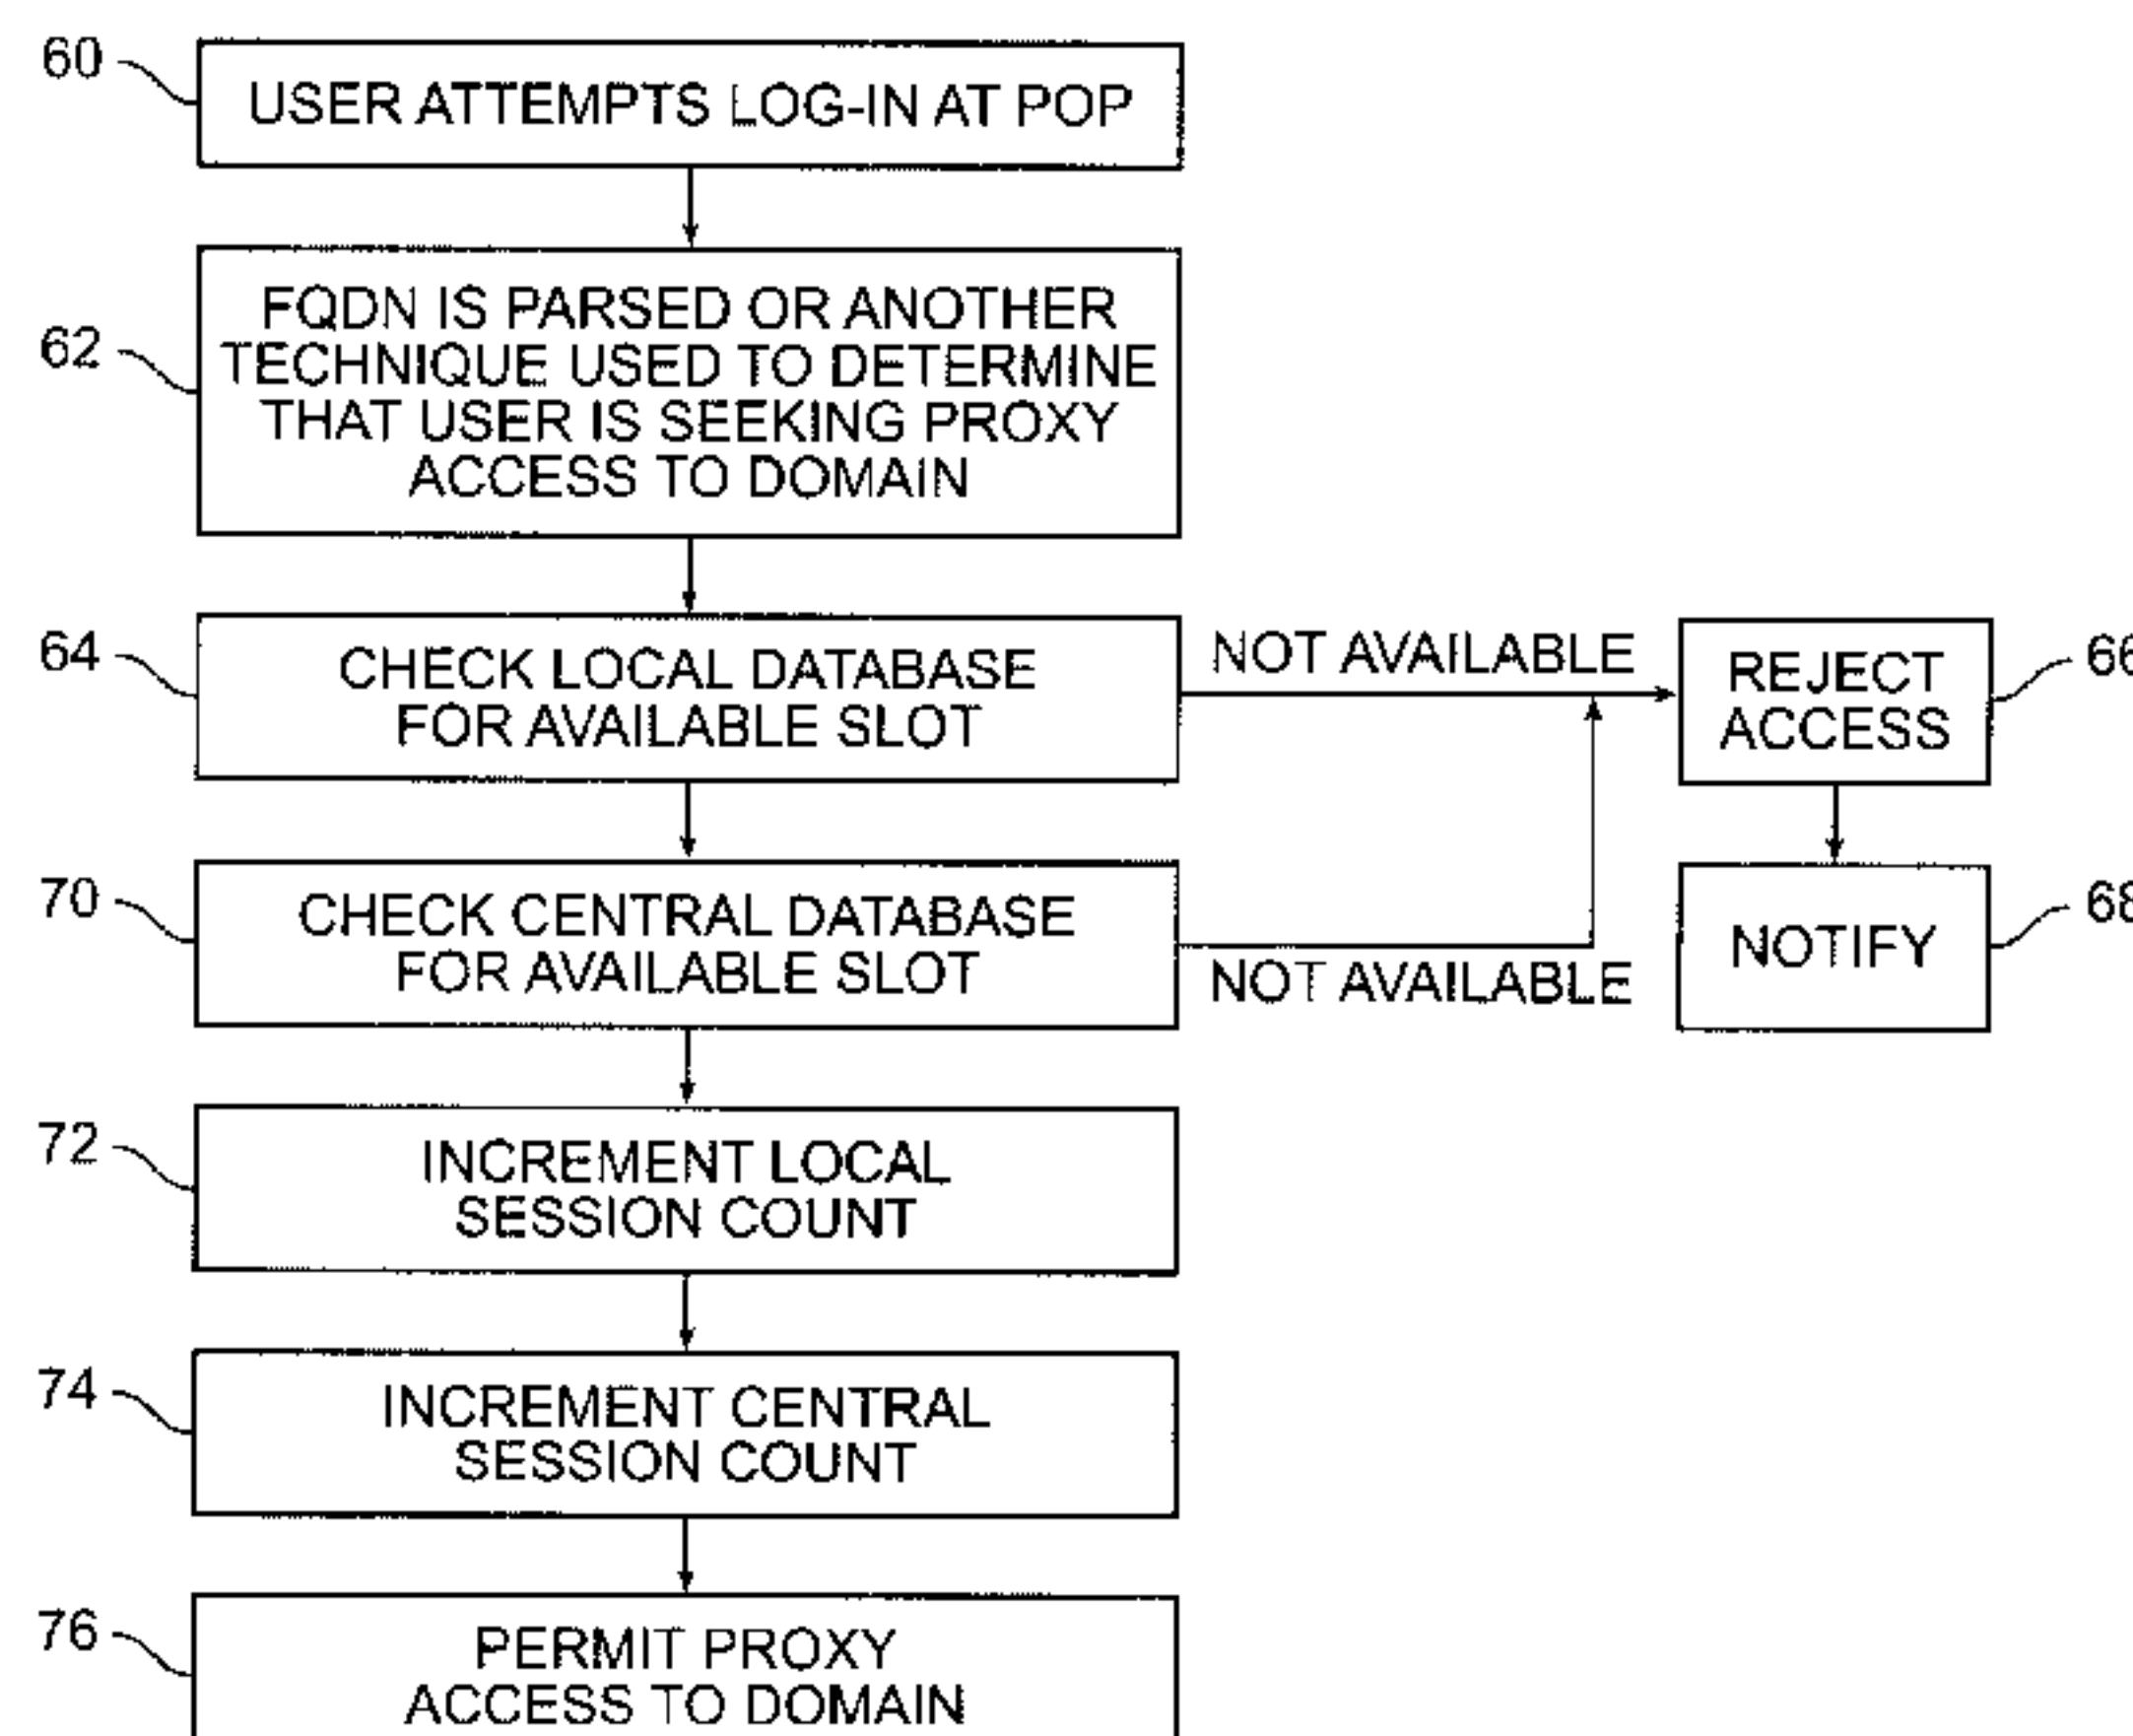 60
USER ATTEMPTS LOG-IN AT POP
62
FQDN IS PARSED OR ANOTHER
TECHNIQUE USED TO DETERMINE
THAT USER IS SEEKING PROXY
ACCESS TO DOMAIN
64
CHECK LOCAL DATABASE
FOR AVAILABLE SLOT
NOT AVAILABLE
REJECT
ACCESS
66
70
CHECK CENTRAL DATABASE
FOR AVAILABLE SLOT
NOT AVAILABLE
NOTIFY
68
72
INCREMENT LOCAL
SESSION COUNT
74
INCREMENT CENTRAL
SESSION COUNT
76
PERMIT PROXY
ACCESS TO DOMAIN